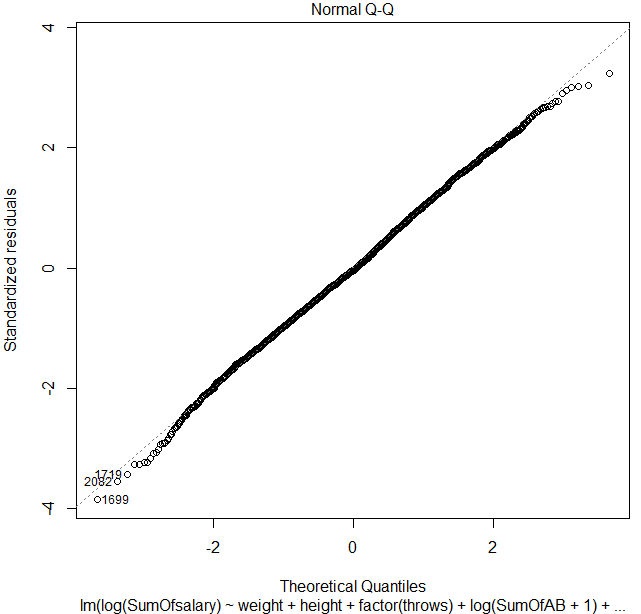 Normal Q-Q
4
2
0
-2
-4
Standardized residuals
1719
2082
1699
-2
0
2
Theoretical Quantiles
lm(log(SumOfsalary) ~ weight + height + factor(throws) + log(SumOfAB + 1) + ...